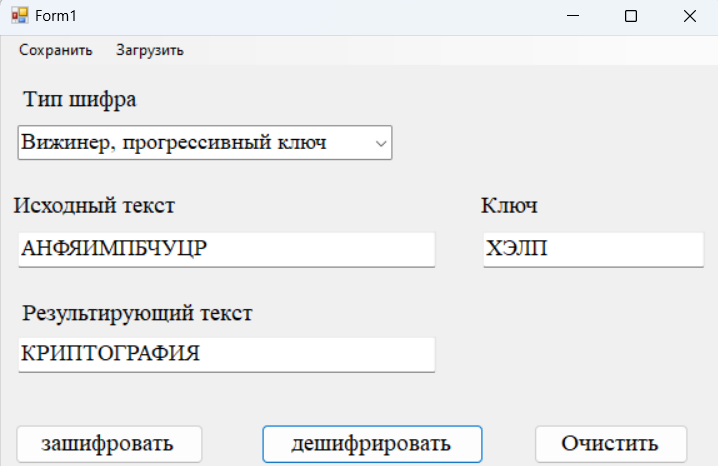 Form1
Сохранить Загрузить
Тип шифра
Вижинер, прогрессивный ключ
Исходный текст Ключ
АНФЯИМПБЧУЦР ХЭЛП
Результирующий текст
КРИПТОГРАФИЯ
зашифровать дешифрировать Очистить